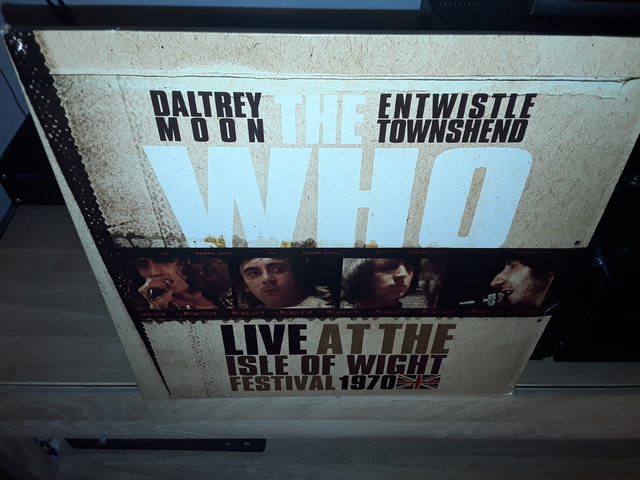 DALTREY THE ENTWISTLE
MOON TOWNSHEND
WHO
LIVE AT THE
ISLE OF WIGHT
FESTIVAL 1970